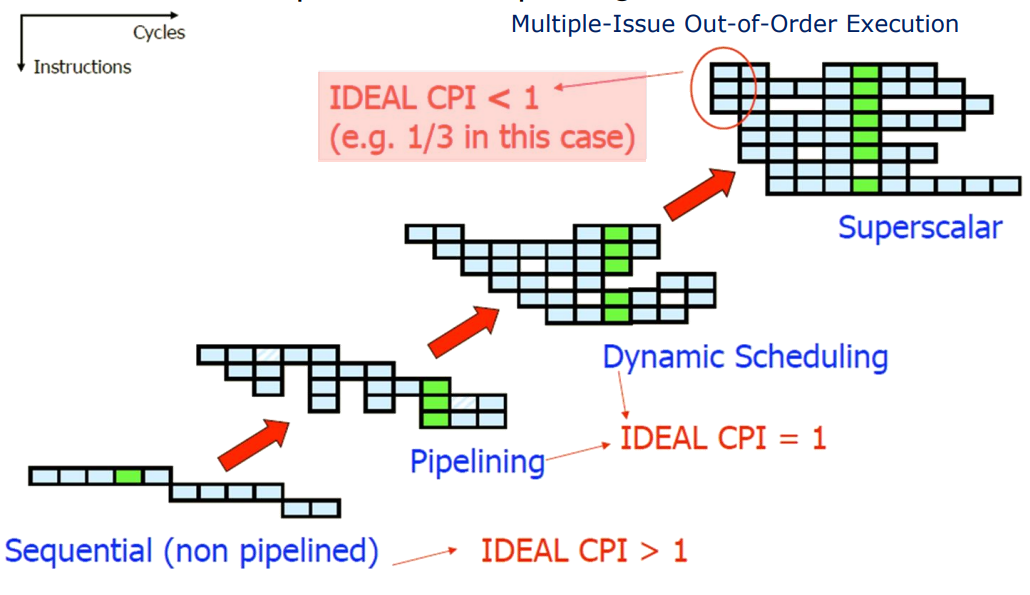 Cycles
Instructions
Multiple-Issue Out-of-Order Execution
IDEAL CPI < 1
(e.g. 1/3 in this case)
Superscalar
Dynamic Scheduling
IDEAL CPI = 1
Pipelining
Sequential (non pipelined)
IDEAL CPI > 1